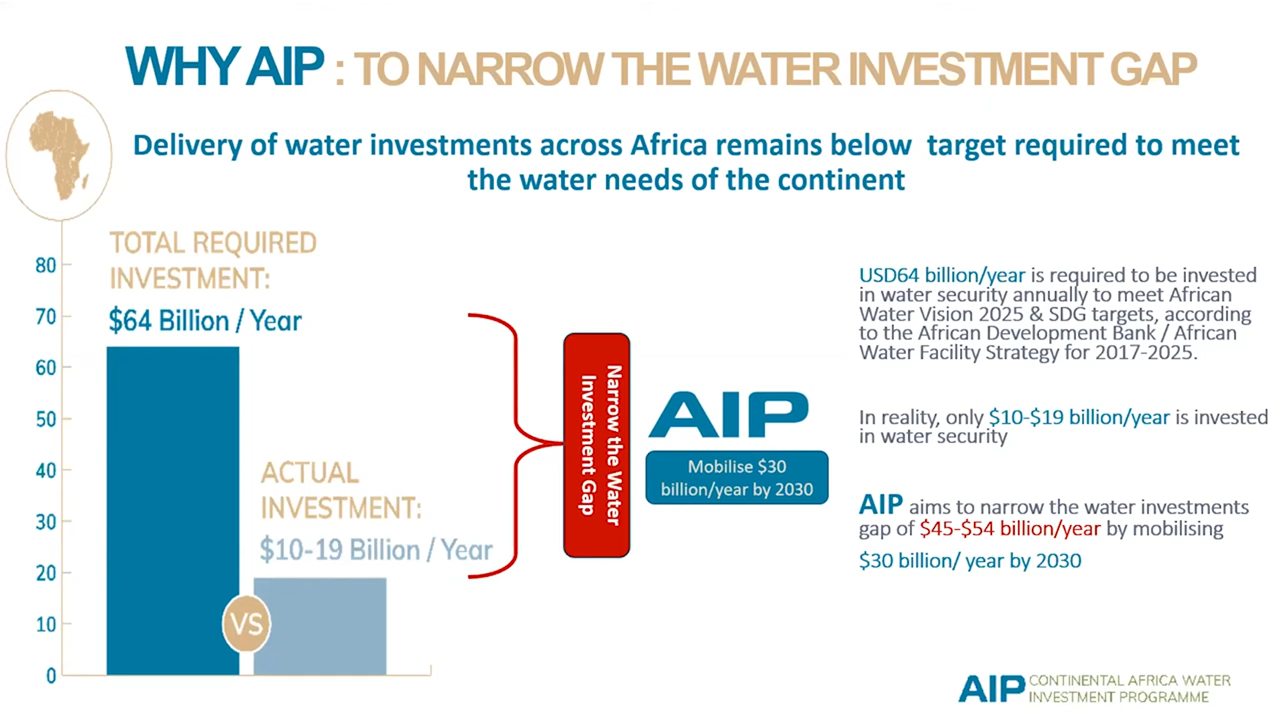 WHY AIP : TO NARROW THE WATER INVESTMENT GAP
Delivery of water investments across Africa remains below target required to meet
the water needs of the continent
TOTAL REQUIRED
INVESTMENT:
$64 Billion / Year
80
70
60
50
40
30
20
10
0
ACTUAL
INVESTMENT:
$10-19 Billion / Year
VS
Narrow the Water
Investment Gap
AIP
Mobilise $30
billion/year by 2030
USD64 billion/year is required to be invested
in water security annually to meet African
Water Vision 2025 & SDG targets, according
to the African Development Bank / African
Water Facility Strategy for 2017-2025.
In reality, only $10-$19 billion/year is invested
in water security
AIP aims to narrow the water investments
gap of $45-$54 billion/year by mobilising
$30 billion/ year by 2030
AIP CONTINENTAL AFRICA WATER
INVESTMENT PROGRAMME